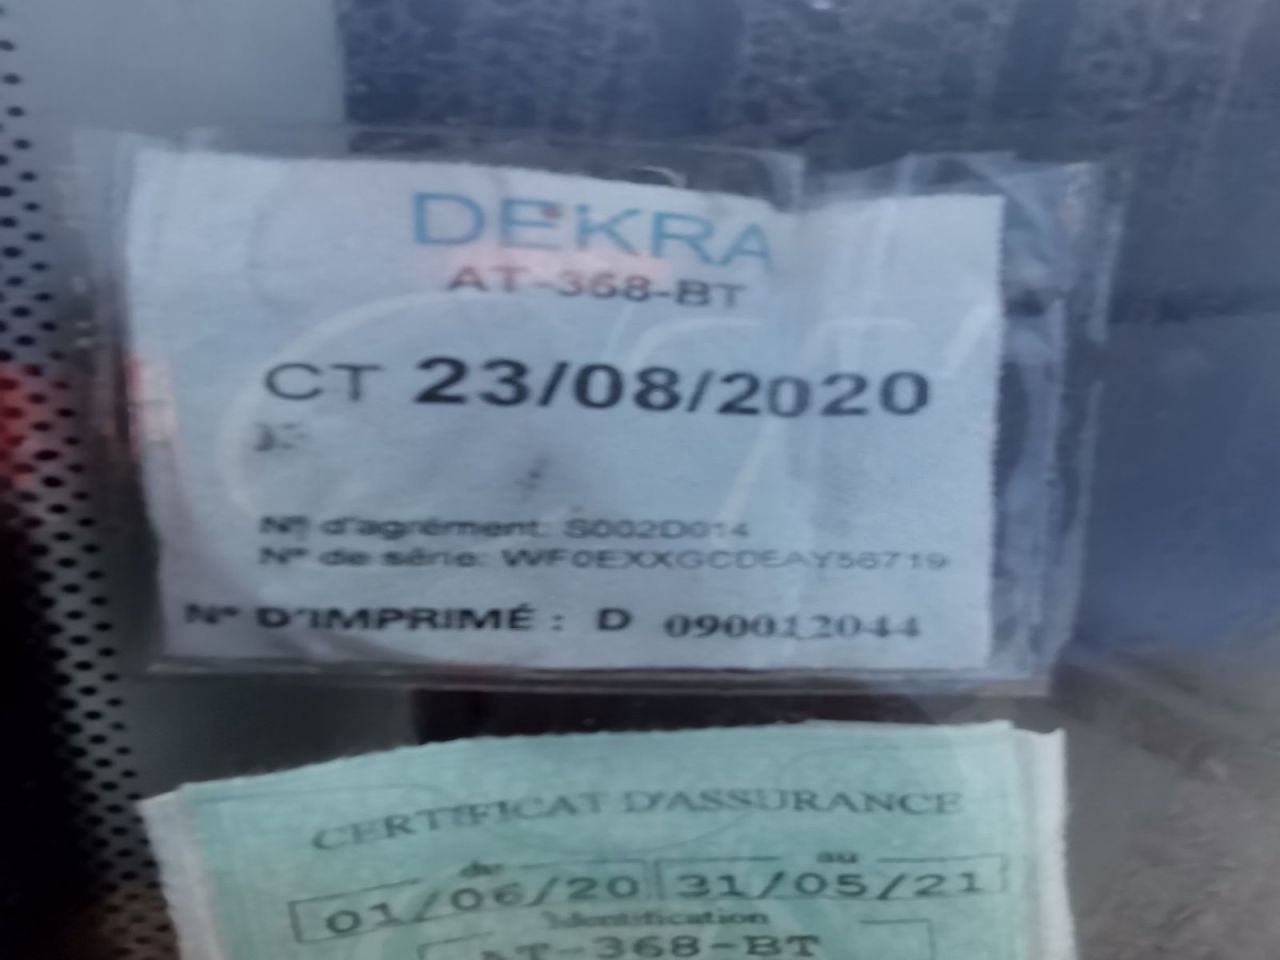 DEKRA
AT-368-BT
CT 23/08/2020
N° d'agrément: S002D014
N° de série: WF0EXXGCDEAY56719
N° D'IMPRIMÉ : D 090012044
CERTIFICAT D'ASSURANCE
de au
01/06/20 31/05/21
Identification
AT-368-BT